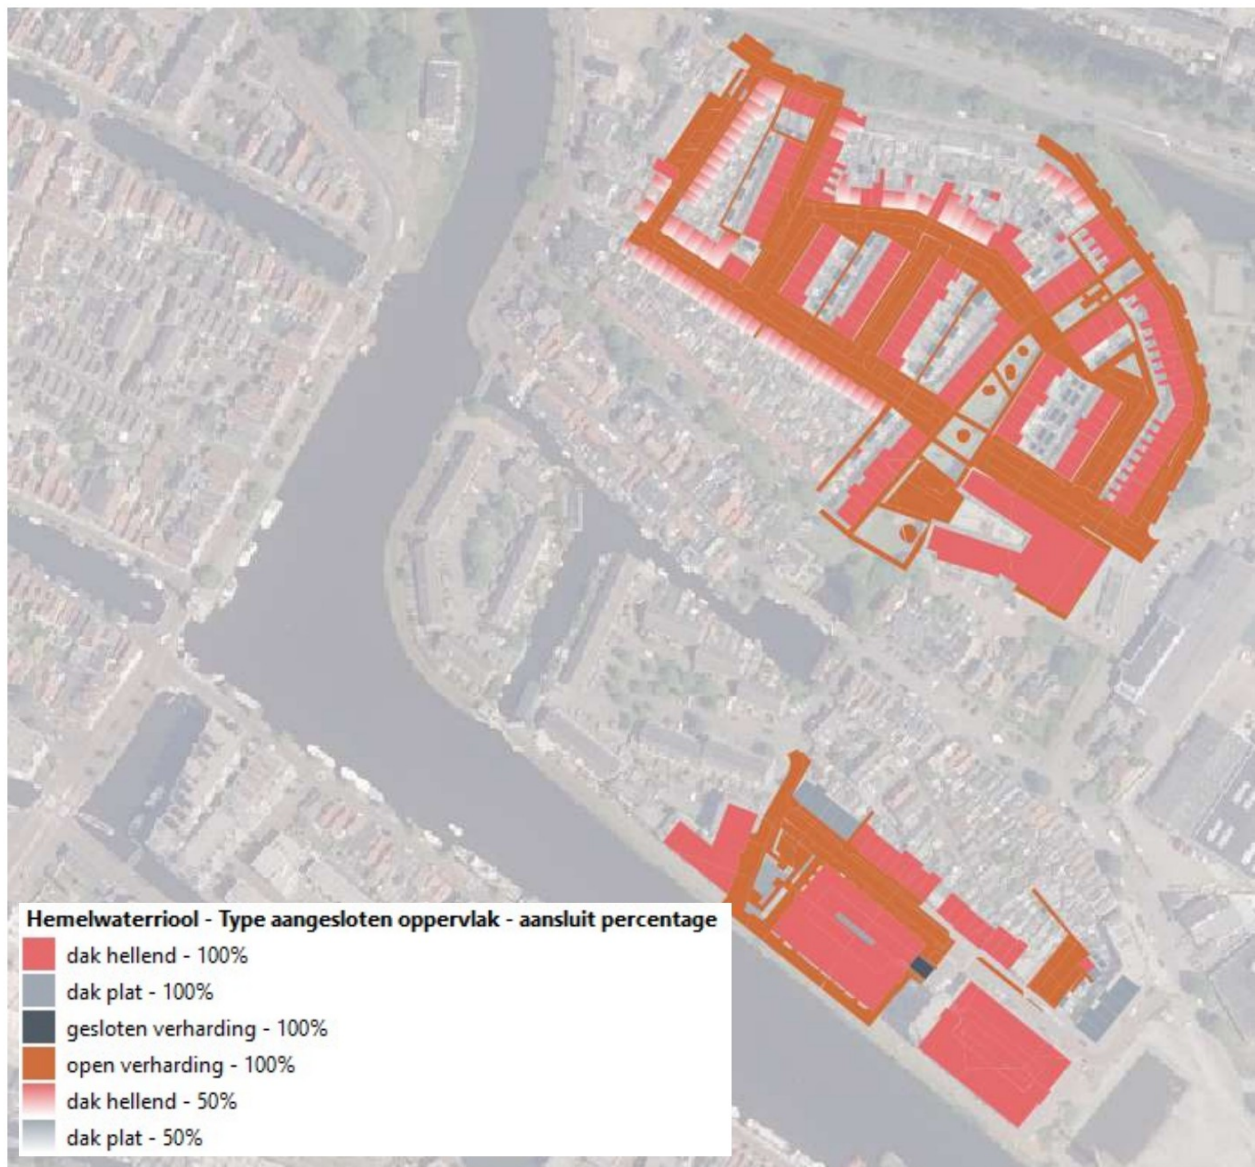 Hemelwaterriool - Type aangesloten oppervlak - aansluit percentage
dak hellend - 100%
dak plat - 100%
gesloten verharding - 100%
open verharding - 100%
dak hellend - 50%
dak plat - 50%